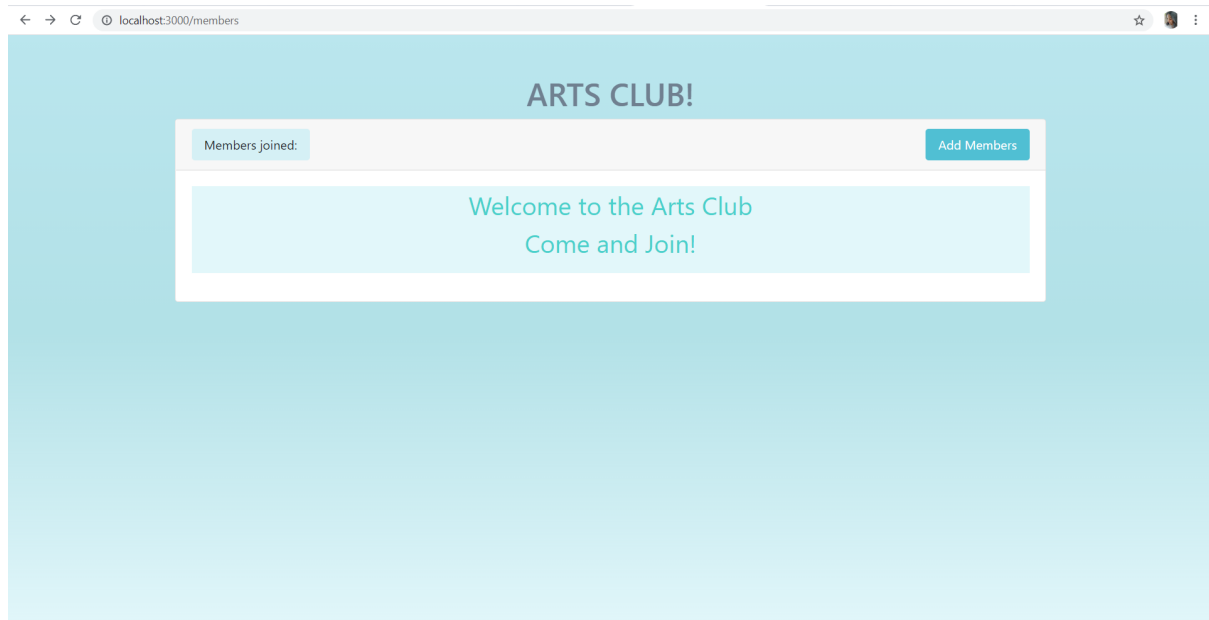 localhost:3000/members
ARTS CLUB!
Members joined:
Add Members
Welcome to the Arts Club
Come and Join!